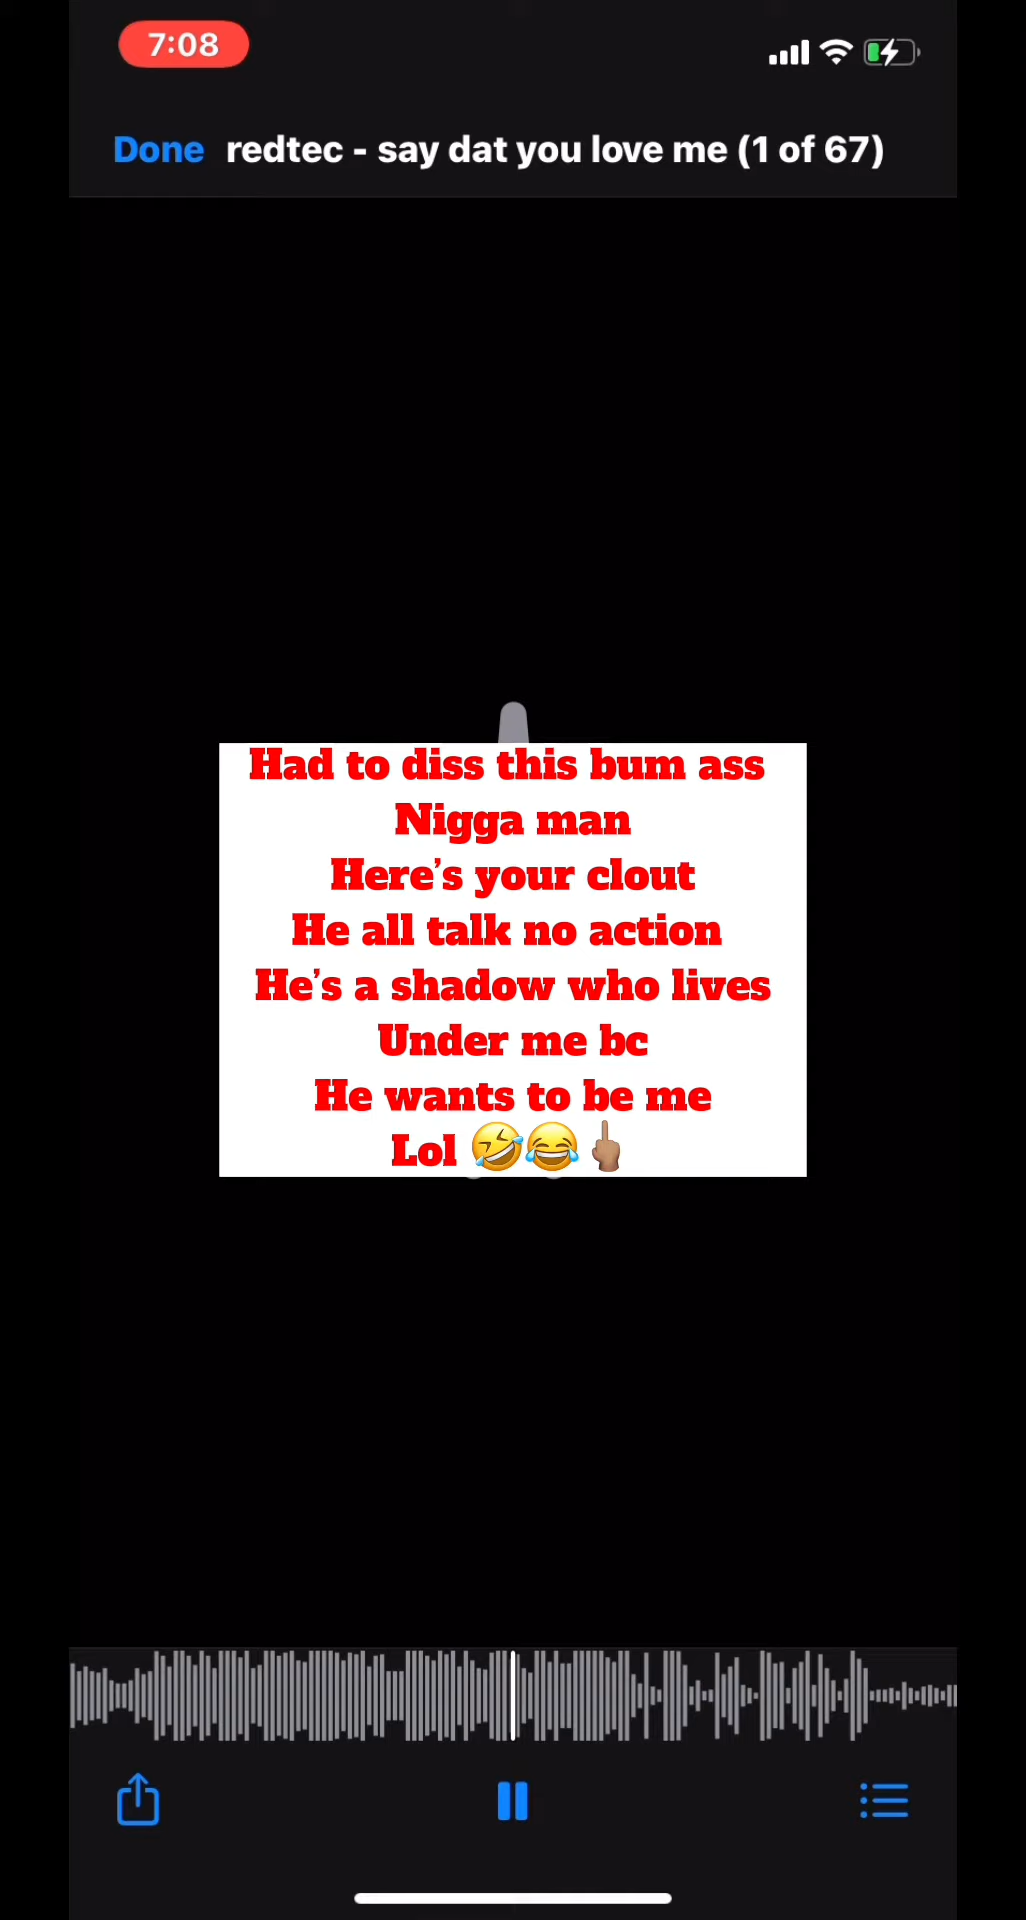 7:08
Done redtec - say dat you love me (1 of 67)
Had to diss this bum ass
Nigga man
Here's your clout
He all talk no action
He's a shadow who lives
Under me bc
He wants to be me
Lol 🤣😂🖕🏽